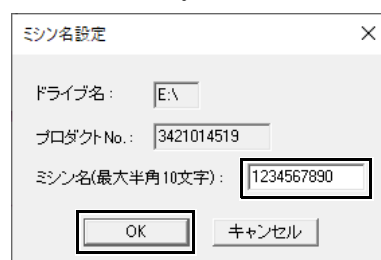 ミシン名設定
ドライブ名： E:\
プロダクトNo.： 3421014519
ミシン名(最大半角10文字)： 1234567890
OK キャンセル